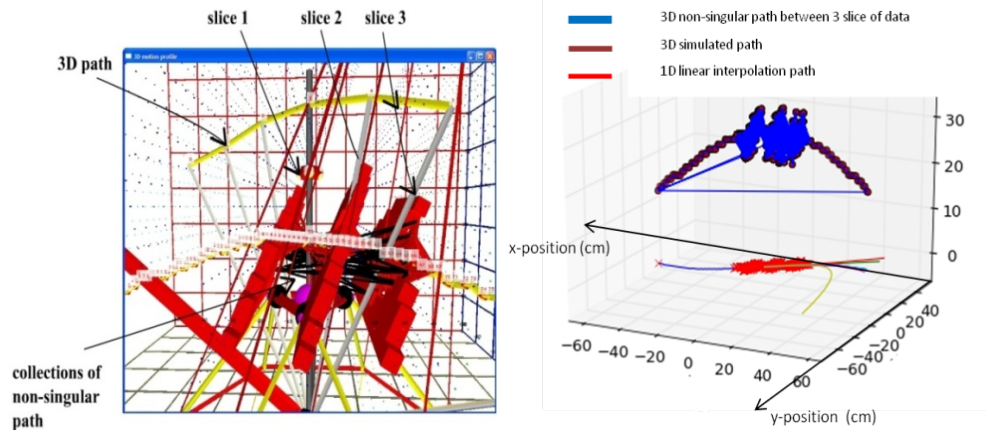 slice 1
slice 2
slice 3
3D path
3D motion profile
collections of
non-singular
path
3D non-singular path between 3 slice of data
3D simulated path
1D linear interpolation path
30
20
10
0
x-position (cm)
−60
−40
−20
0
20
40
60
40
20
0
−20
−40
−60
y-position (cm)